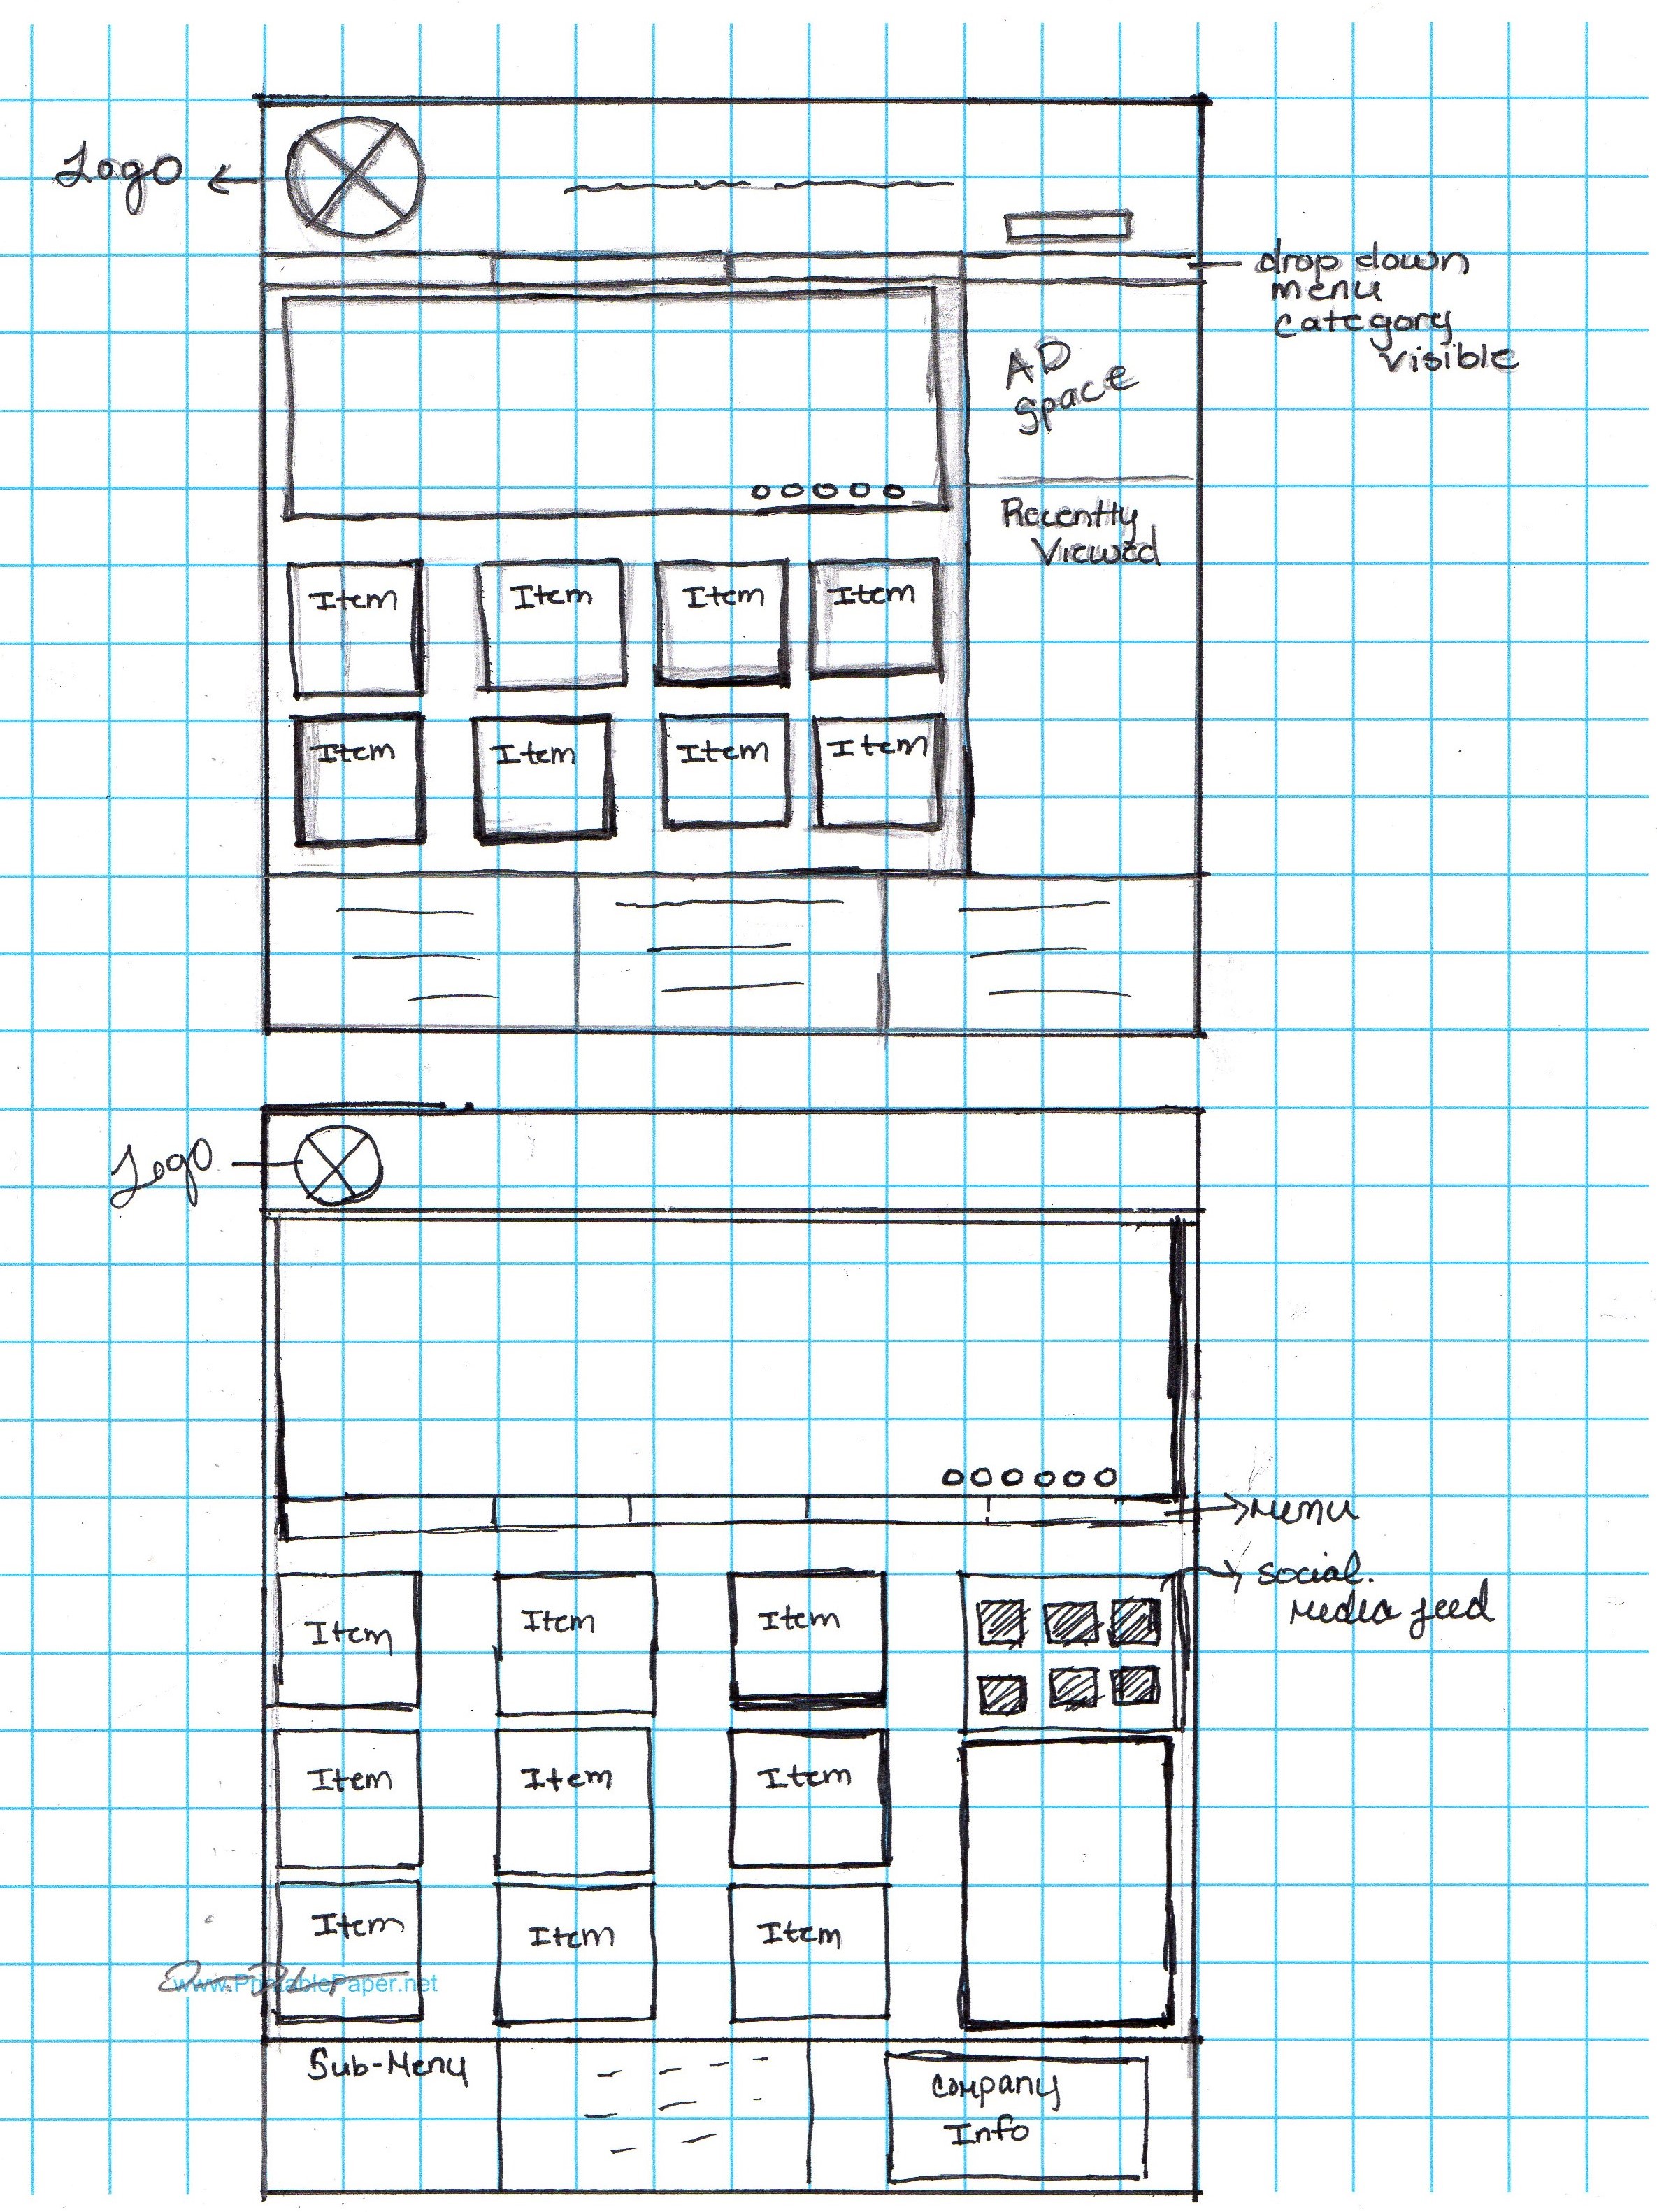 Logo
drop down
menu
category
visible
AD
Space
Recently
Viewed
Item Item Item Item
Item Item Item Item
Logo
Menu
social
Media feed
Item Item Item
Item Item Item
Item Item Item
www.PrintablePaper.net
Sub-Menu
Company
Info